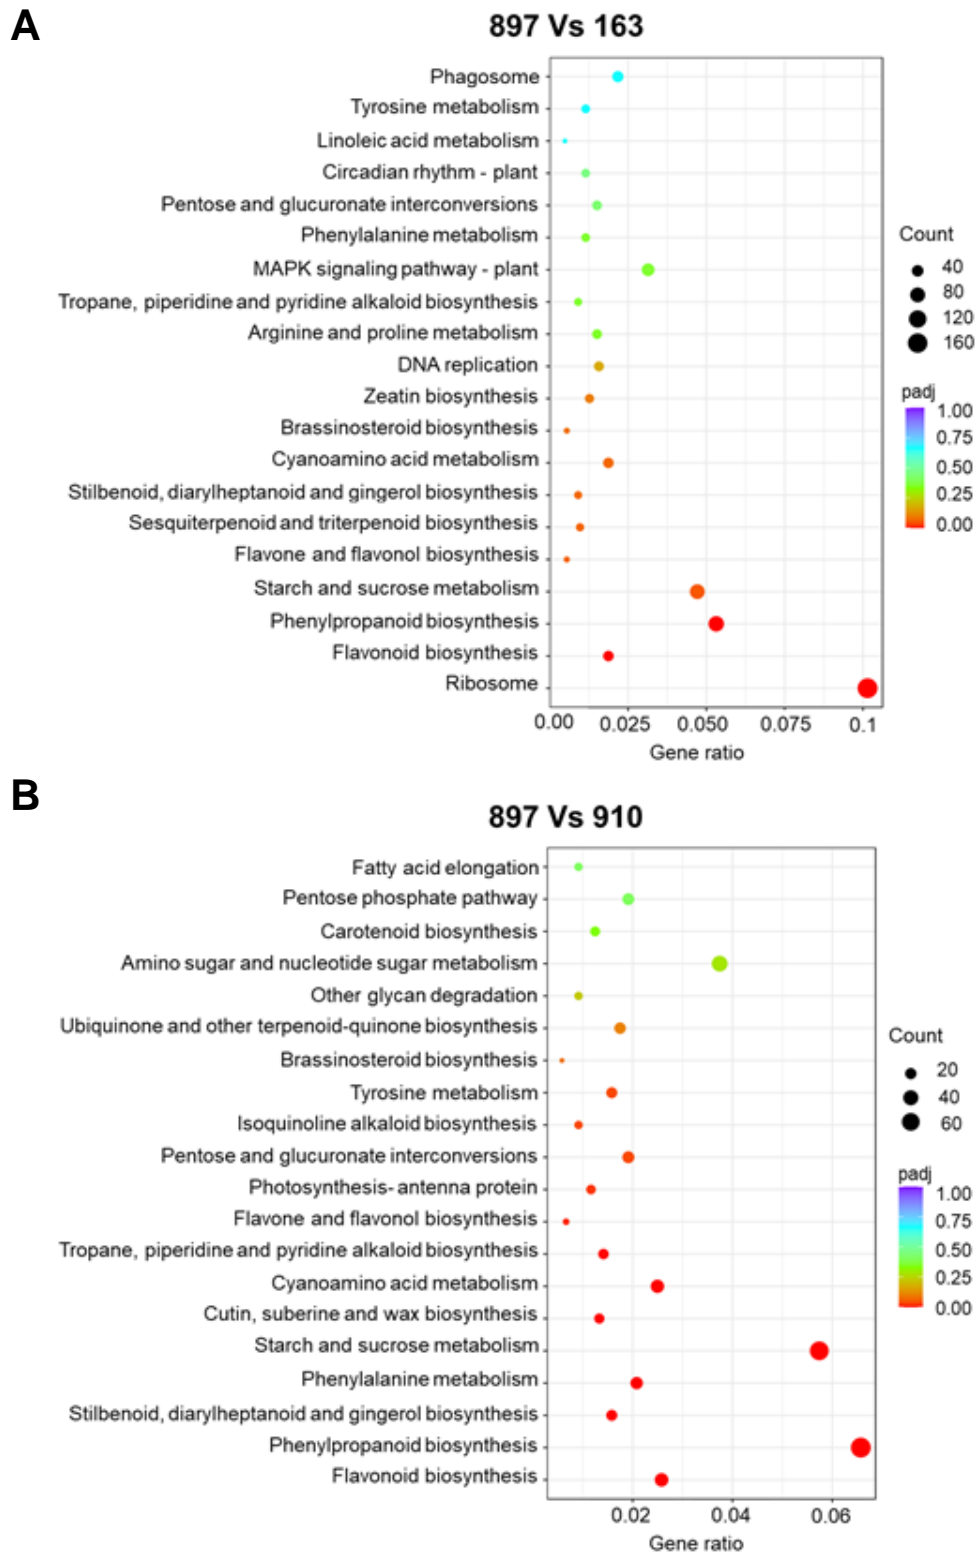 A
897 Vs 163
Phagosome
Tyrosine metabolism
Linoleic acid metabolism
Circadian rhythm - plant
Pentose and glucuronate interconversions
Phenylalanine metabolism
MAPK signaling pathway - plant
Tropane, piperidine and pyridine alkaloid biosynthesis
Arginine and proline metabolism
DNA replication
Zeatin biosynthesis
Brassinosteroid biosynthesis
Cyanoamino acid metabolism
Stilbenoid, diarylheptanoid and gingerol biosynthesis
Sesquiterpenoid and triterpenoid biosynthesis
Flavone and flavonol biosynthesis
Starch and sucrose metabolism
Phenylpropanoid biosynthesis
Flavonoid biosynthesis
Ribosome
0.00 0.025 0.050 0.075 0.1
Gene ratio
Count
40
80
120
160
padj
1.00
0.75
0.50
0.25
0.00
B
897 Vs 910
Fatty acid elongation
Pentose phosphate pathway
Carotenoid biosynthesis
Amino sugar and nucleotide sugar metabolism
Other glycan degradation
Ubiquinone and other terpenoid-quinone biosynthesis
Brassinosteroid biosynthesis
Tyrosine metabolism
Isoquinoline alkaloid biosynthesis
Pentose and glucuronate interconversions
Photosynthesis- antenna protein
Flavone and flavonol biosynthesis
Tropane, piperidine and pyridine alkaloid biosynthesis
Cyanoamino acid metabolism
Cutin, suberine and wax biosynthesis
Starch and sucrose metabolism
Phenylalanine metabolism
Stilbenoid, diarylheptanoid and gingerol biosynthesis
Phenylpropanoid biosynthesis
Flavonoid biosynthesis
0.02 0.04 0.06
Gene ratio
Count
20
40
60
padj
1.00
0.75
0.50
0.25
0.00